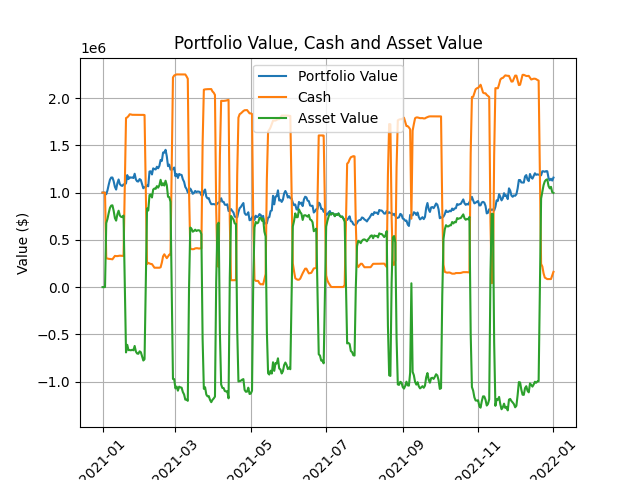 Portfolio Value, Cash and Asset Value
1e6
Portfolio Value
Cash
Asset Value
Value ($)
2.0
1.5
1.0
0.5
0.0
−0.5
−1.0
2021-01
2021-03
2021-05
2021-07
2021-09
2021-11
2022-01